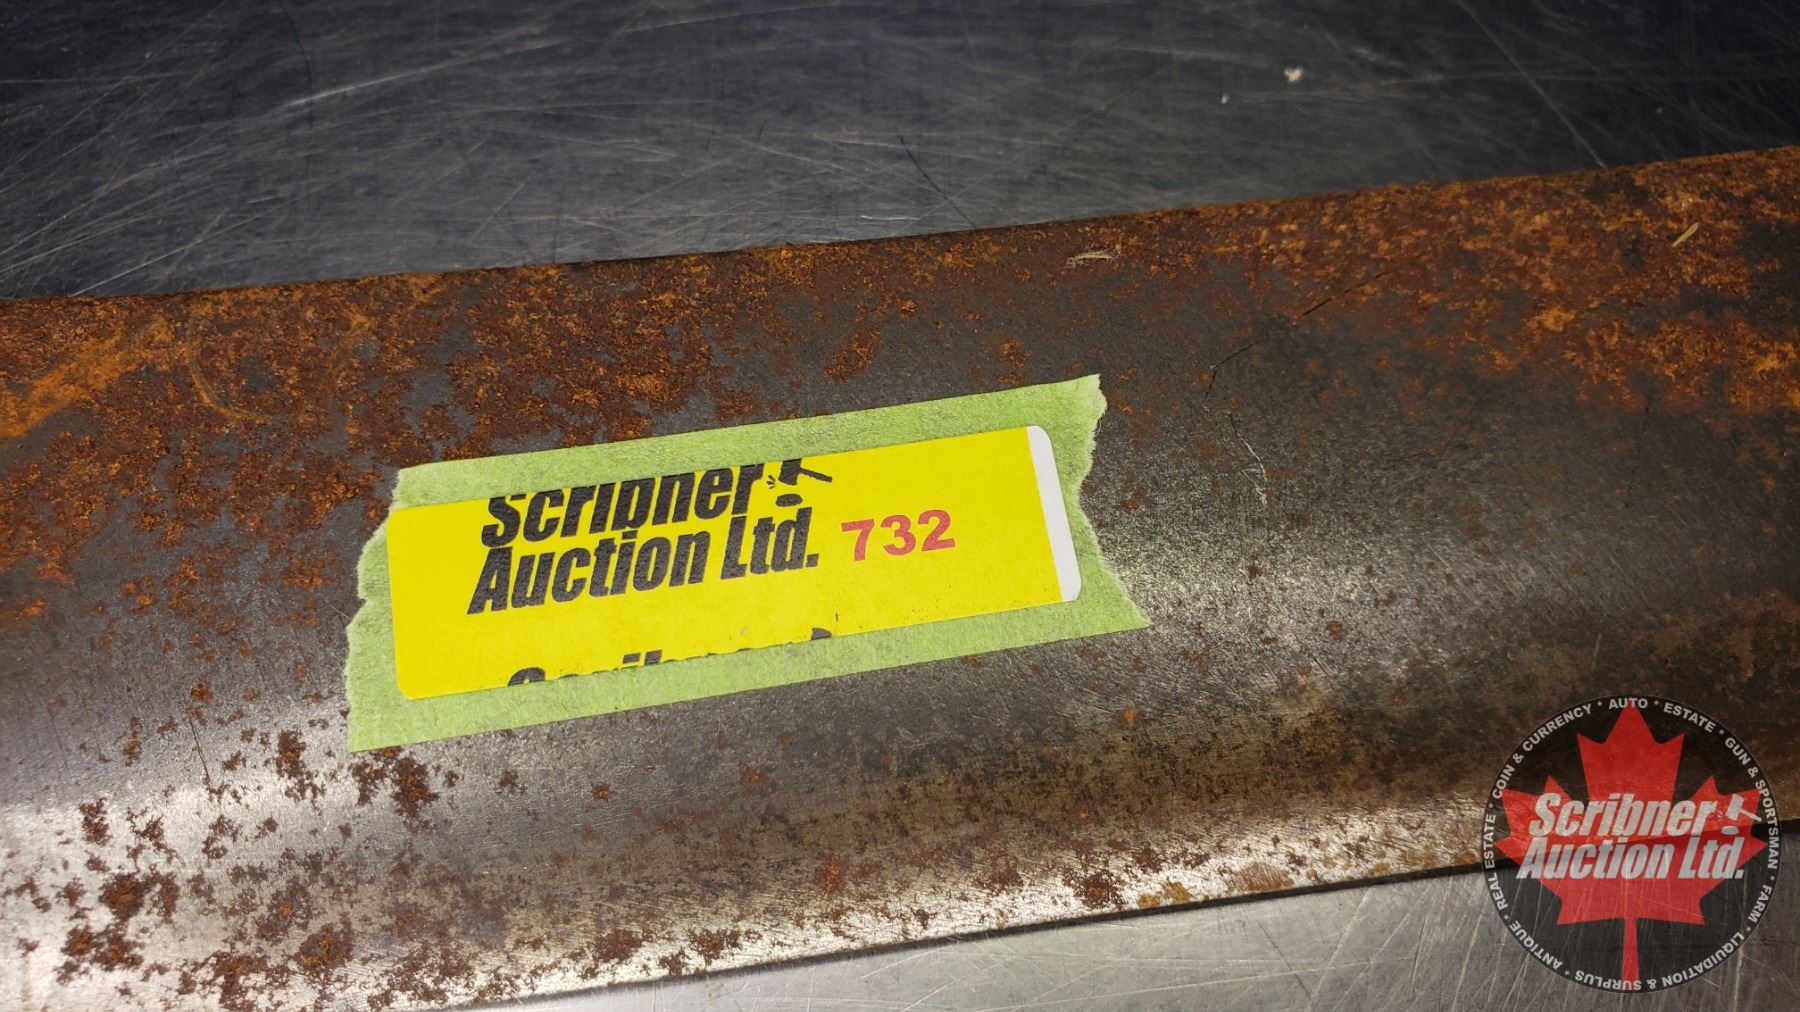 Scribner
Auction Ltd. 732
REAL ESTATE * COIN & CURRENCY * AUTO * ESTATE * GUN & SPORTSMAN * FARM * LIQUIDATION & SURPLUS * ANTIQUE *
Scribner
Auction Ltd.